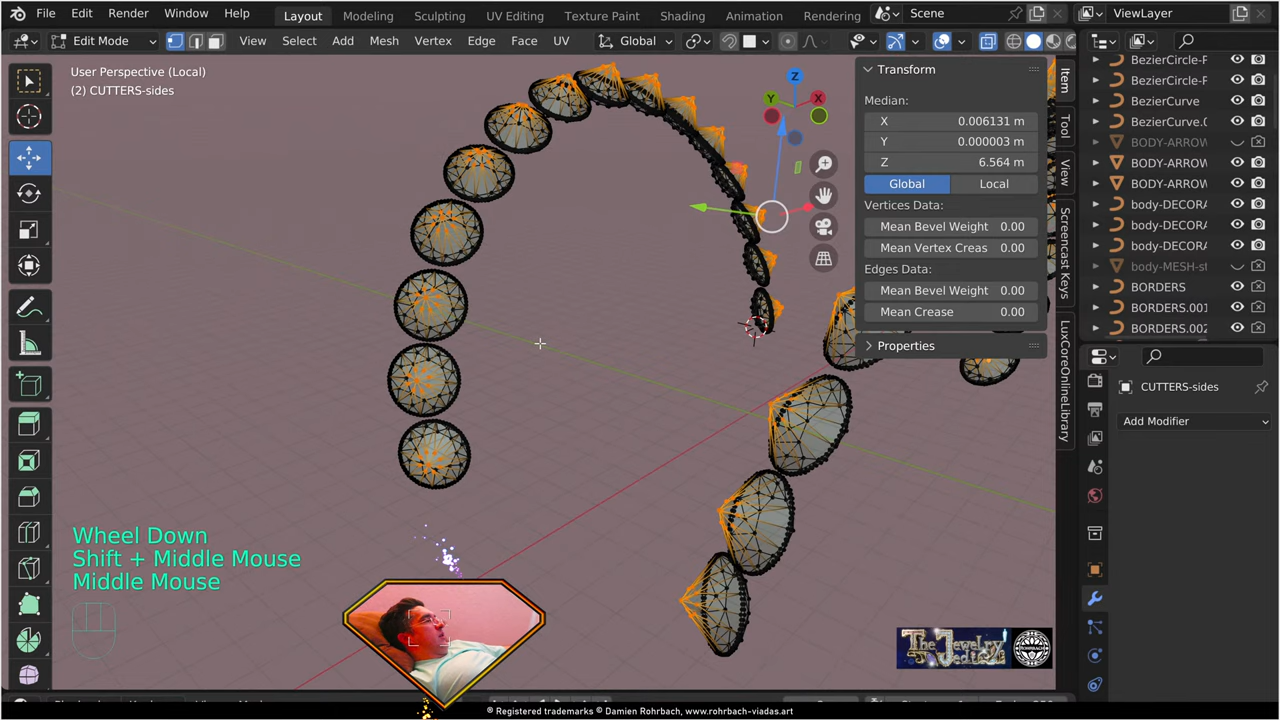 File Edit Render Window Help Layout Modeling Sculpting UV Editing Texture Paint Shading Animation Rendering Scene ViewLayer
Edit Mode View Select Add Mesh Vertex Edge Face UV Global
User Perspective (Local)
(2) CUTTERS-sides
Transform
Median:
X 0.006131 m
Y 0.000003 m
Z 6.564 m
Global Local
Vertices Data:
Mean Bevel Weight 0.00
Mean Vertex Creas 0.00
Edges Data:
Mean Bevel Weight 0.00
Mean Crease 0.00
Properties
Item
Tool
View
Screencast Keys
LuxCoreOnlineLibrary
BezierCircle-F
BezierCircle-F
BezierCurve
BezierCurve.0
BODY-ARROW
BODY-ARROW
BODY-ARROW
body-DECORA
body-DECORA
body-DECORA
body-MESH-s
BORDERS
BORDERS.001
BORDERS.002
CUTTERS-sides
Add Modifier
Z
Y
X
Wheel Down
Shift + Middle Mouse
Middle Mouse
The Jewelry
ROHRBACH
® Registered trademarks © Damien Rohrbach, www.rohrbach-viadas.art